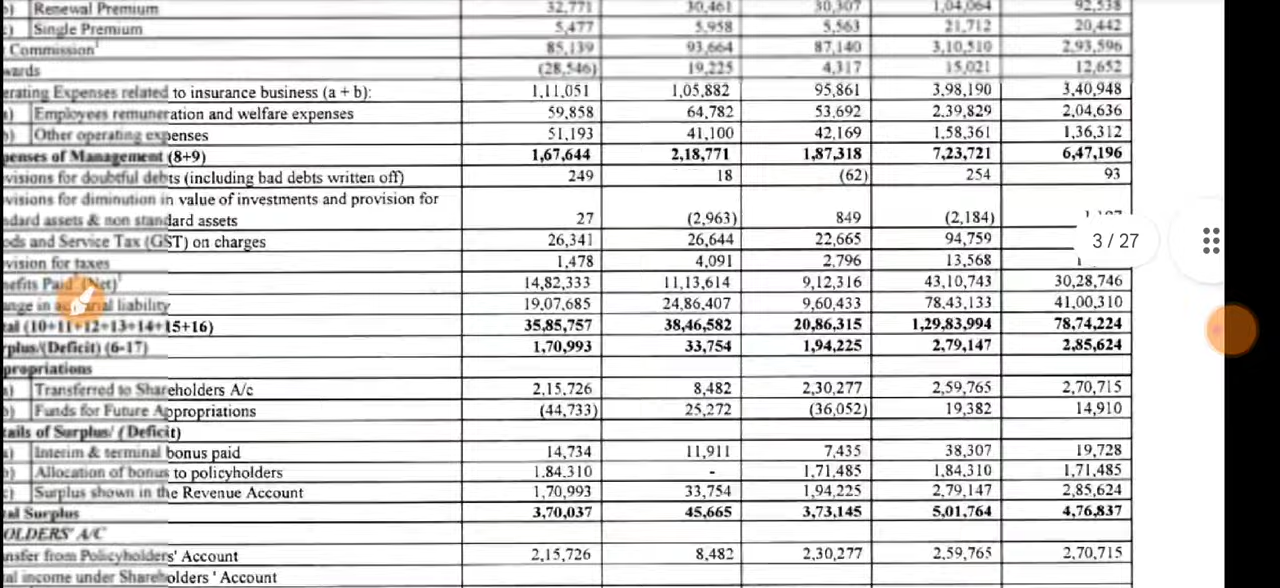 Renewal Premium 32,771 30,461 30,307 1,04,064 92,538
Single Premium 5,477 5,958 5,563 21,712 20,442
Commission¹ 85,139 93,664 87,140 3,10,510 2,93,596
wards (28,546) 19,225 4,317 15,021 12,652
erating Expenses related to insurance business (a + b): 1,11,051 1,05,882 95,861 3,98,190 3,40,948
) Employees remuneration and welfare expenses 59,858 64,782 53,692 2,39,829 2,04,636
) Other operating expenses 51,193 41,100 42,169 1,58,361 1,36,312
penses of Management (8+9) 1,67,644 2,18,771 1,87,318 7,23,721 6,47,196
visions for doubtful debts (including bad debts written off) 249 18 (62) 254 93
visions for diminution in value of investments and provision for
dard assets & non standard assets 27 (2,963) 849 (2,184)
ods and Service Tax (GST) on charges 26,341 26,644 22,665 94,759
3 / 27
vision for taxes 1,478 4,091 2,796 13,568
nefits Paid (Net) 14,82,333 11,13,614 9,12,316 43,10,743 30,28,746
ange in liability 19,07,685 24,86,407 9,60,433 78,43,133 41,00,310
tal (10+11+12+13+14+15+16) 35,85,757 38,46,582 20,86,315 1,29,83,994 78,74,224
rplus/(Deficit) (6-17) 1,70,993 33,754 1,94,225 2,79,147 2,85,624
propriations
) Transferred to Shareholders A/c 2,15,726 8,482 2,30,277 2,59,765 2,70,715
) Funds for Future Appropriations (44,733) 25,272 (36,052) 19,382 14,910
tails of Surplus/ (Deficit)
) Interim & terminal bonus paid 14,734 11,911 7,435 38,307 19,728
) Allocation of bonus to policyholders 1,84,310 - 1,71,485 1,84,310 1,71,485
) Surplus shown in the Revenue Account 1,70,993 33,754 1,94,225 2,79,147 2,85,624
tal Surplus 3,70,037 45,665 3,73,145 5,01,764 4,76,837
OLDERS' A/C
nsfer from Policyholders' Account 2,15,726 8,482 2,30,277 2,59,765 2,70,715
al income under Shareholders ' Account